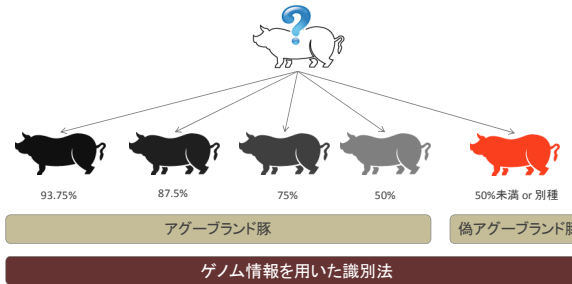 ?
93.75%
87.5%
75%
50%
50%未満 or 別種
アグーブランド豚
偽アグーブランド豚
ゲノム情報を用いた識別法